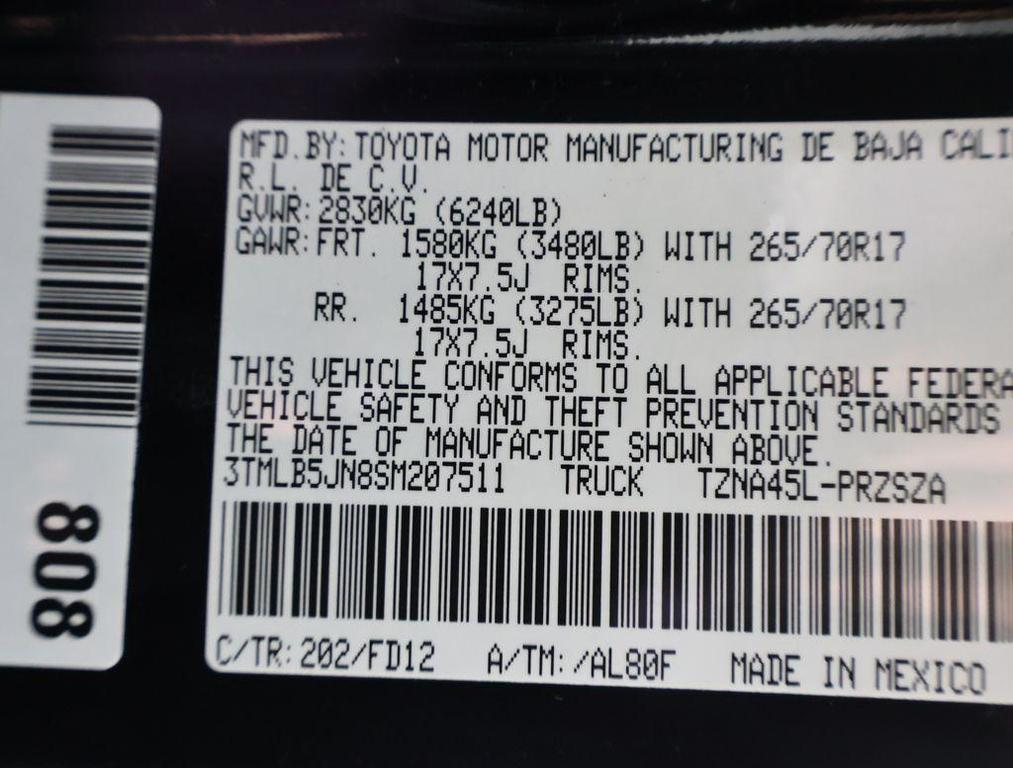 MFD.BY:TOYOTA MOTOR MANUFACTURING DE BAJA CALI
R.L. DE C.V.
GVWR:2830KG (6240LB)
GAWR:FRT. 1580KG (3480LB) WITH 265/70R17
17X7.5J RIMS.
RR. 1485KG (3275LB) WITH 265/70R17
17X7.5J RIMS.
THIS VEHICLE CONFORMS TO ALL APPLICABLE FEDERA
VEHICLE SAFETY AND THEFT PREVENTION STANDARDS
THE DATE OF MANUFACTURE SHOWN ABOVE.
3TMLB5JN8SM207511 TRUCK TZNA45L-PRZSZA
C/TR:202/FD12 A/TM:/AL80F MADE IN MEXICO
808